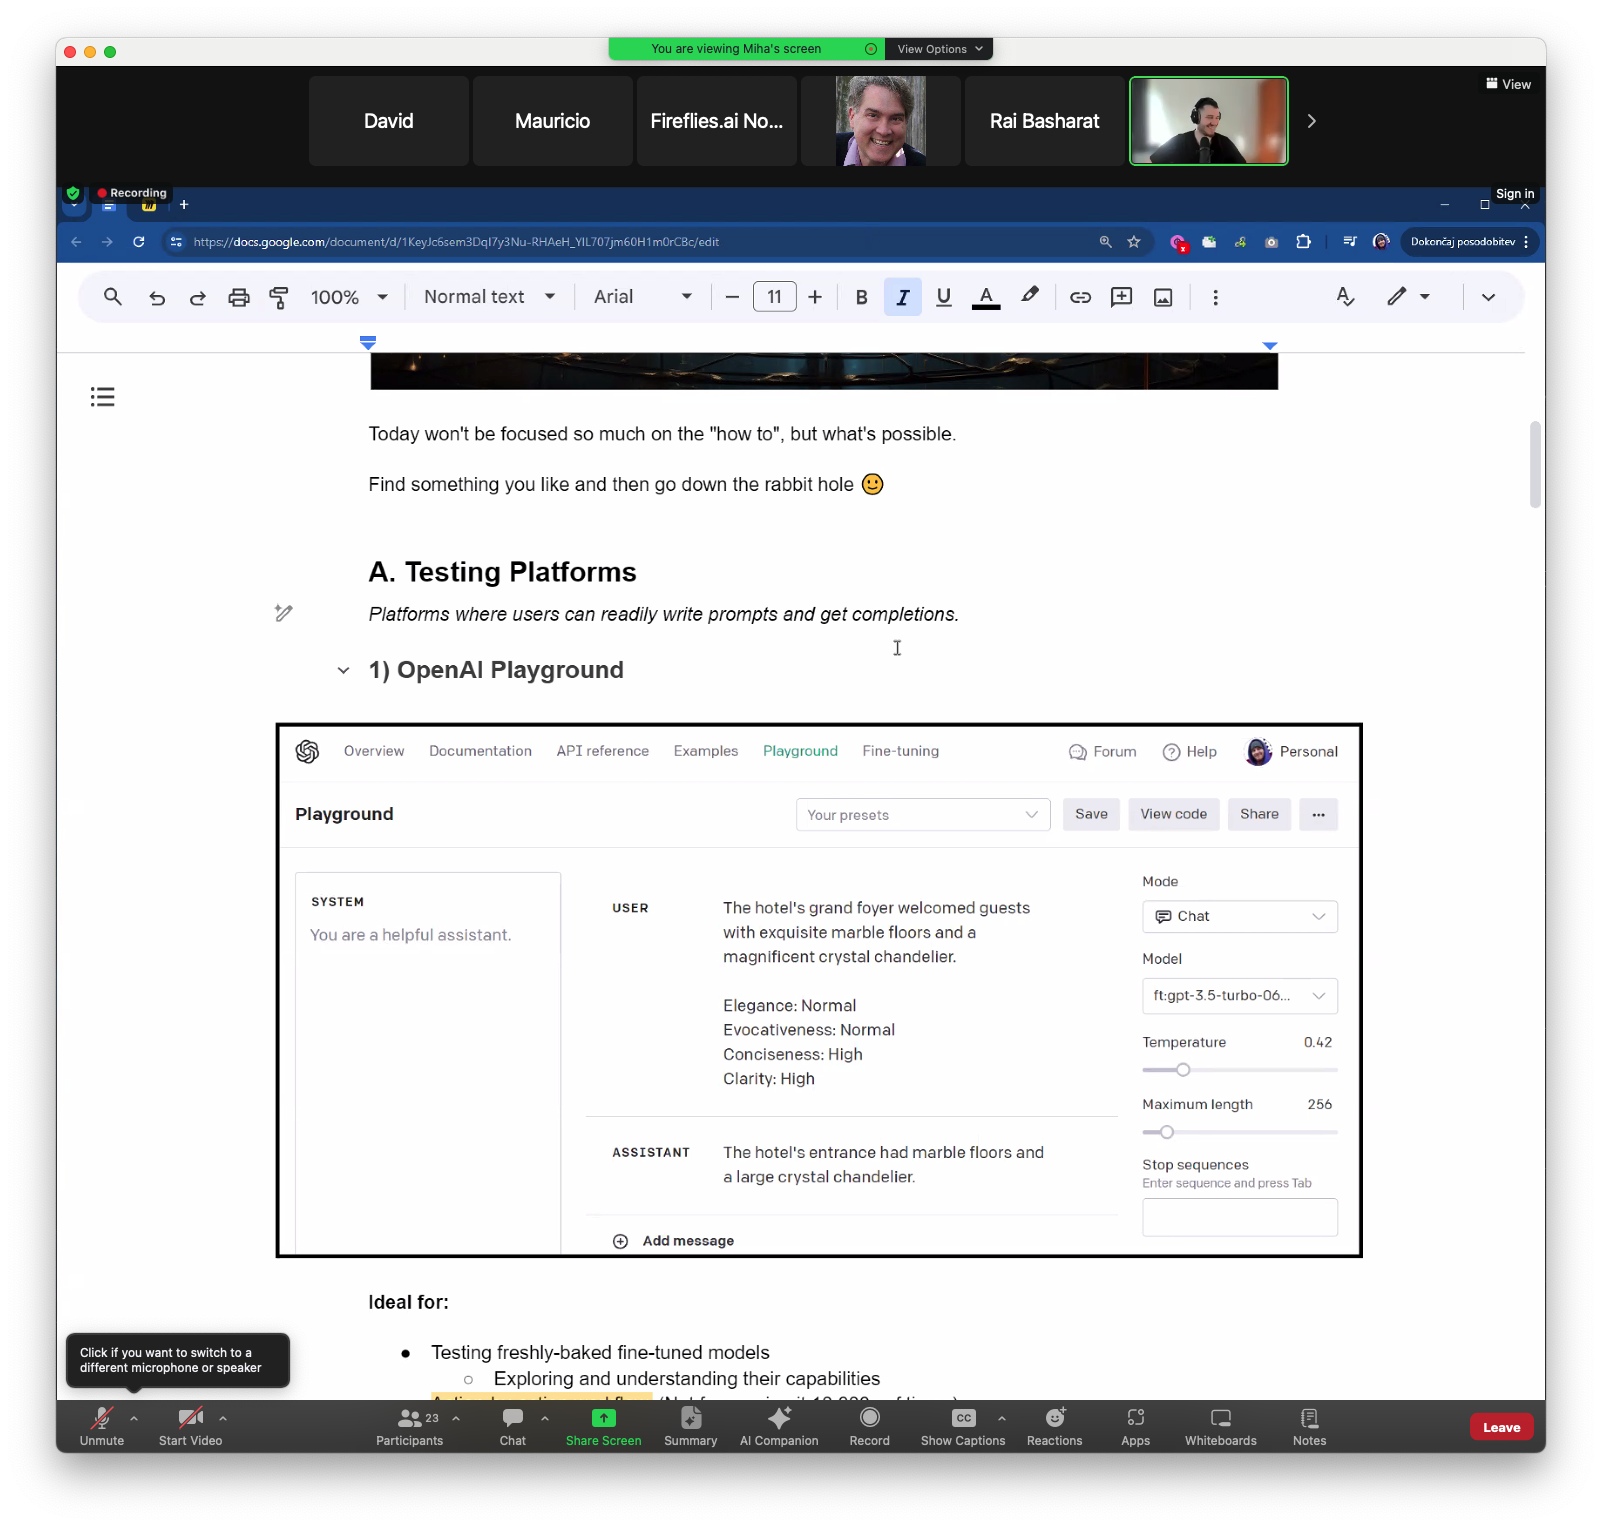 You are viewing Miha's screen
View Options
David
Mauricio
Fireflies.ai No...
Rai Basharat
View
Recording
Sign in
https://docs.google.com/document/d/1KeyJc6sem3DqI7y3Nu-RHAeH_YIL707jm60H1m0rC8c/edit
Dokončaj posodobitev
100%
Normal text
Arial
11
B
I
U
A
Today won't be focused so much on the "how to", but what's possible.
Find something you like and then go down the rabbit hole 🙂
A. Testing Platforms
Platforms where users can readily write prompts and get completions.
1) OpenAI Playground
Overview
Documentation
API reference
Examples
Playground
Fine-tuning
Forum
Help
Personal
Playground
Your presets
Save
View code
Share
SYSTEM
You are a helpful assistant.
USER
The hotel's grand foyer welcomed guests
with exquisite marble floors and a
magnificent crystal chandelier.
Elegance: Normal
Evocativeness: Normal
Conciseness: High
Clarity: High
ASSISTANT
The hotel's entrance had marble floors and
a large crystal chandelier.
Add message
Mode
Chat
Model
ft:gpt-3.5-turbo-06...
Temperature 0.42
Maximum length 256
Stop sequences
Enter sequence and press Tab
Ideal for:
● Testing freshly-baked fine-tuned models
○ Exploring and understanding their capabilities
Click if you want to switch to a
different microphone or speaker
Unmute
Start Video
23
Participants
Chat
Share Screen
Summary
AI Companion
Record
CC
Show Captions
Reactions
Apps
Whiteboards
Notes
Leave